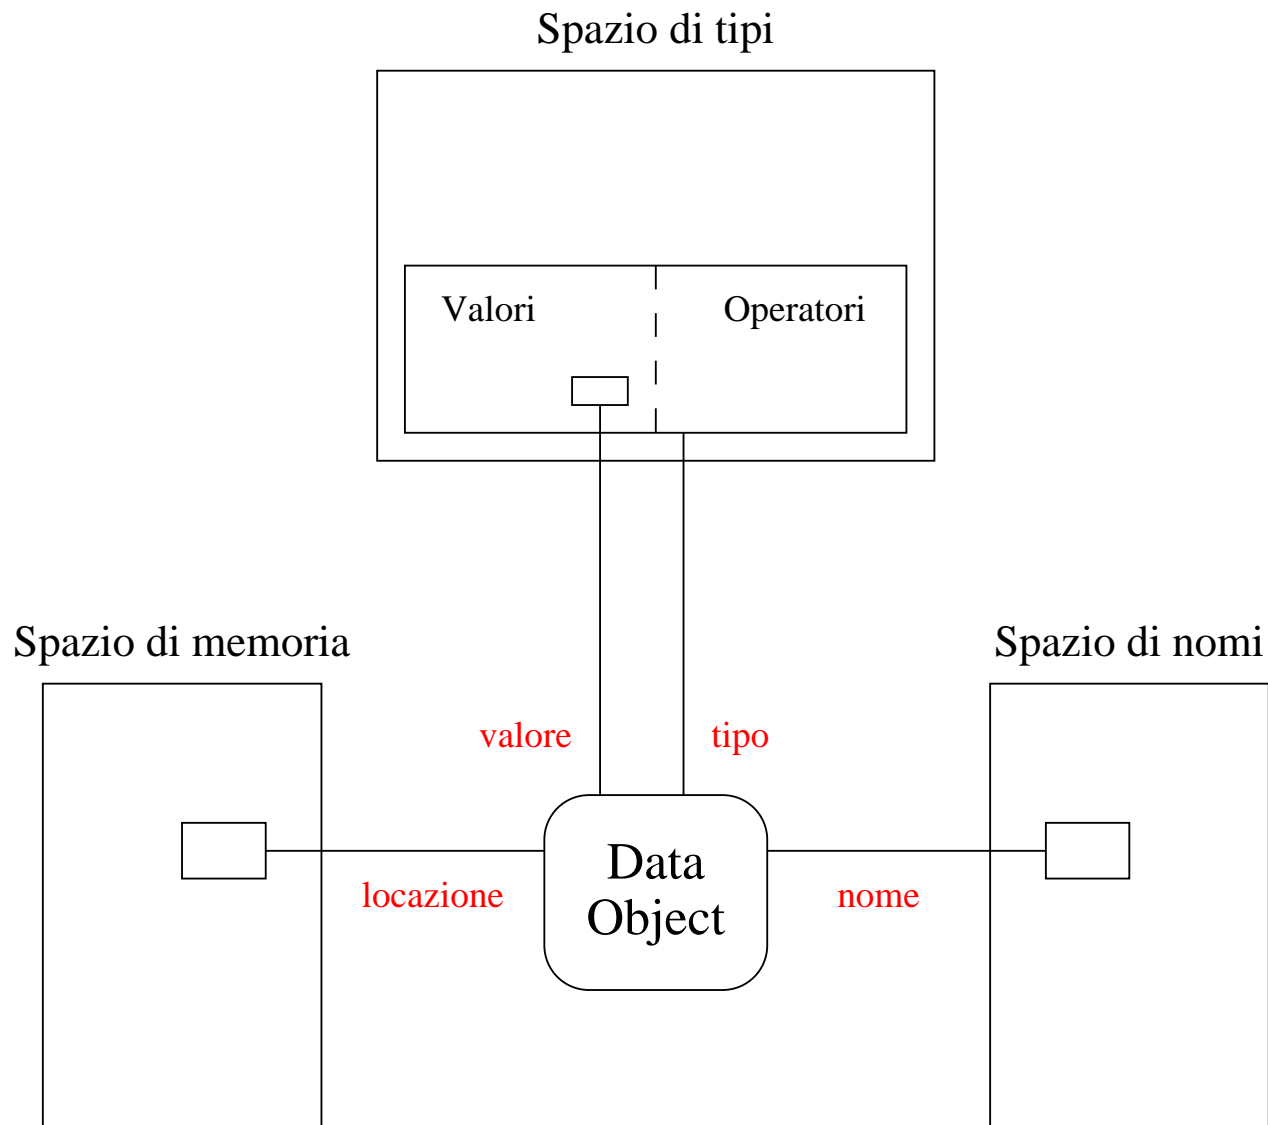 Spazio di tipi
Valori
Operatori
Spazio di memoria
Spazio di nomi
valore
tipo
locazione
Data
Object
nome